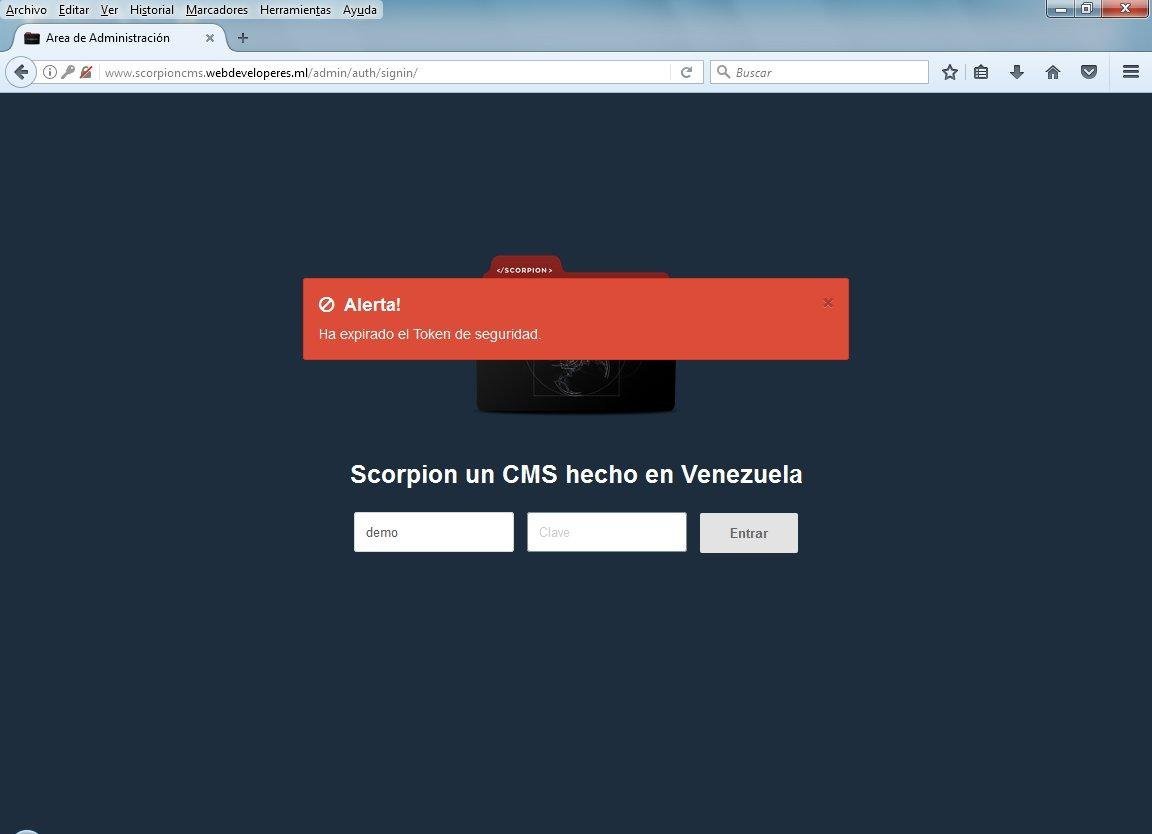 Archivo Editar Ver Historial Marcadores Herramientas Ayuda
Area de Administración
www.scorpioncms.webdeveloperes.ml/admin/auth/signin/
Buscar
</SCORPION>
Alerta!
Ha expirado el Token de seguridad.
Scorpion un CMS hecho en Venezuela
demo
Clave
Entrar